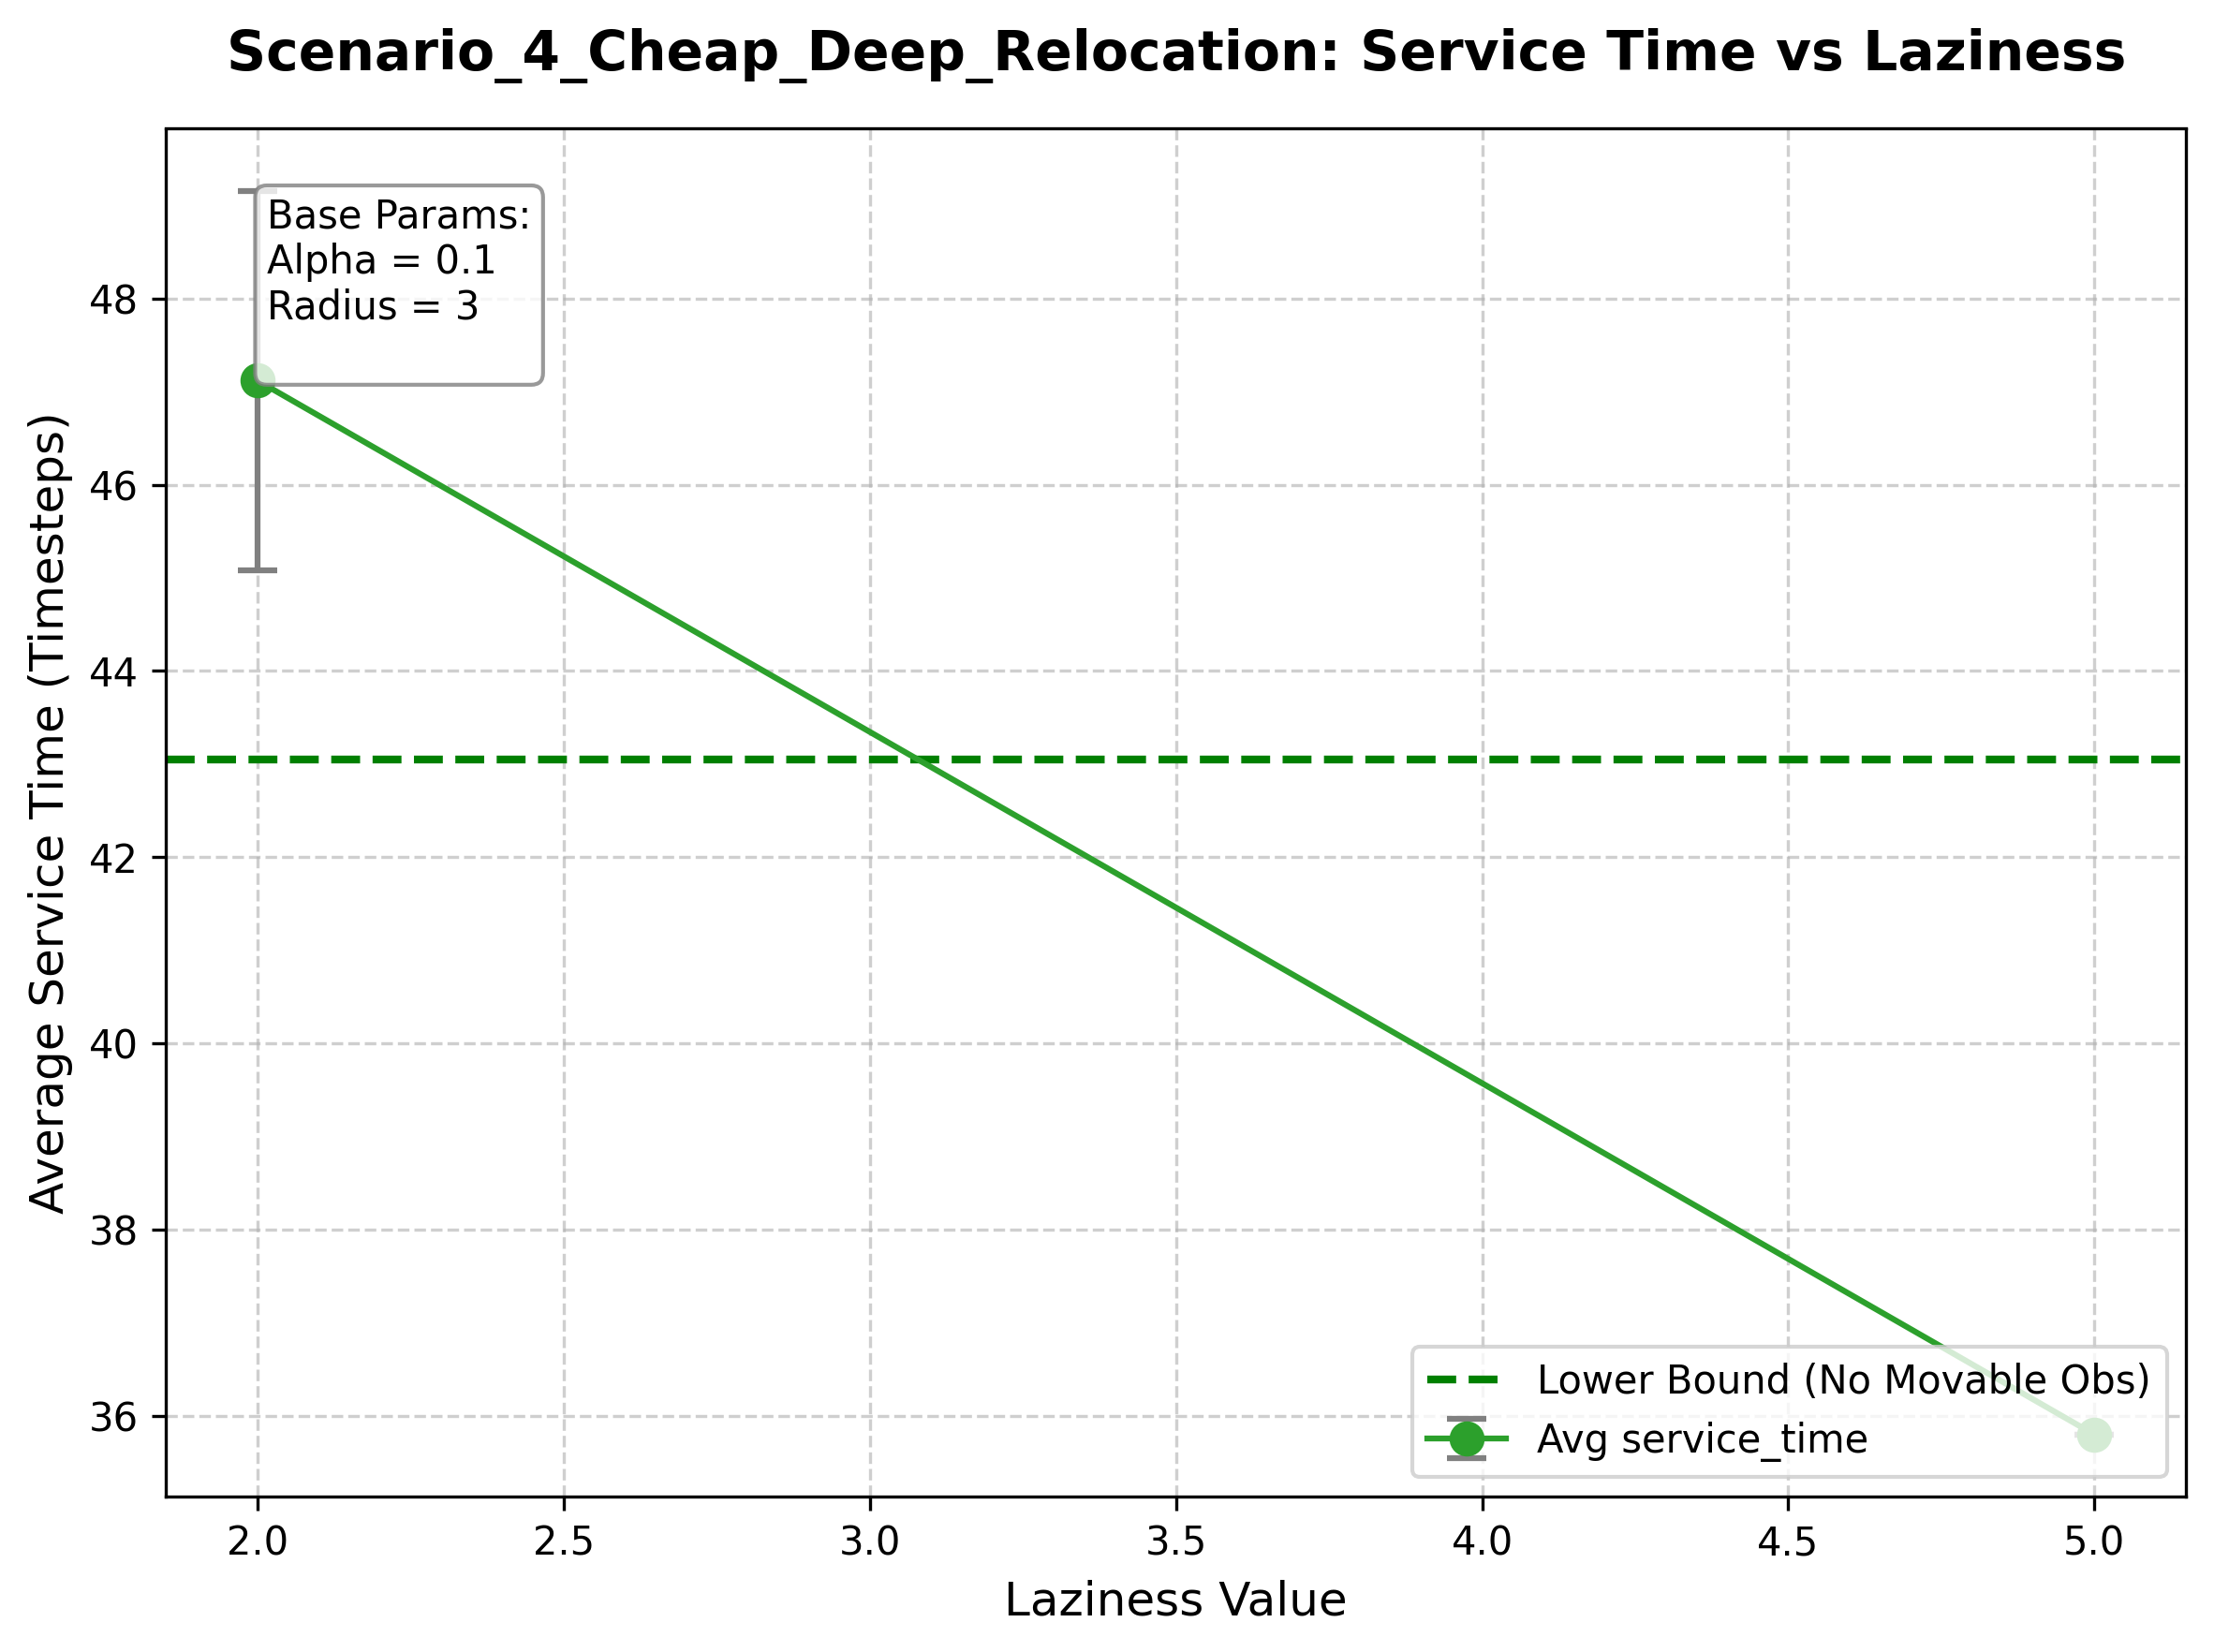 Scenario_4_Cheap_Deep_Relocation: Service Time vs Laziness
Base Params:
Alpha = 0.1
Radius = 3
48
46
44
42
40
38
36
Average Service Time (Timesteps)
Lower Bound (No Movable Obs)
Avg service_time
2.0 2.5 3.0 3.5 4.0 4.5 5.0
Laziness Value